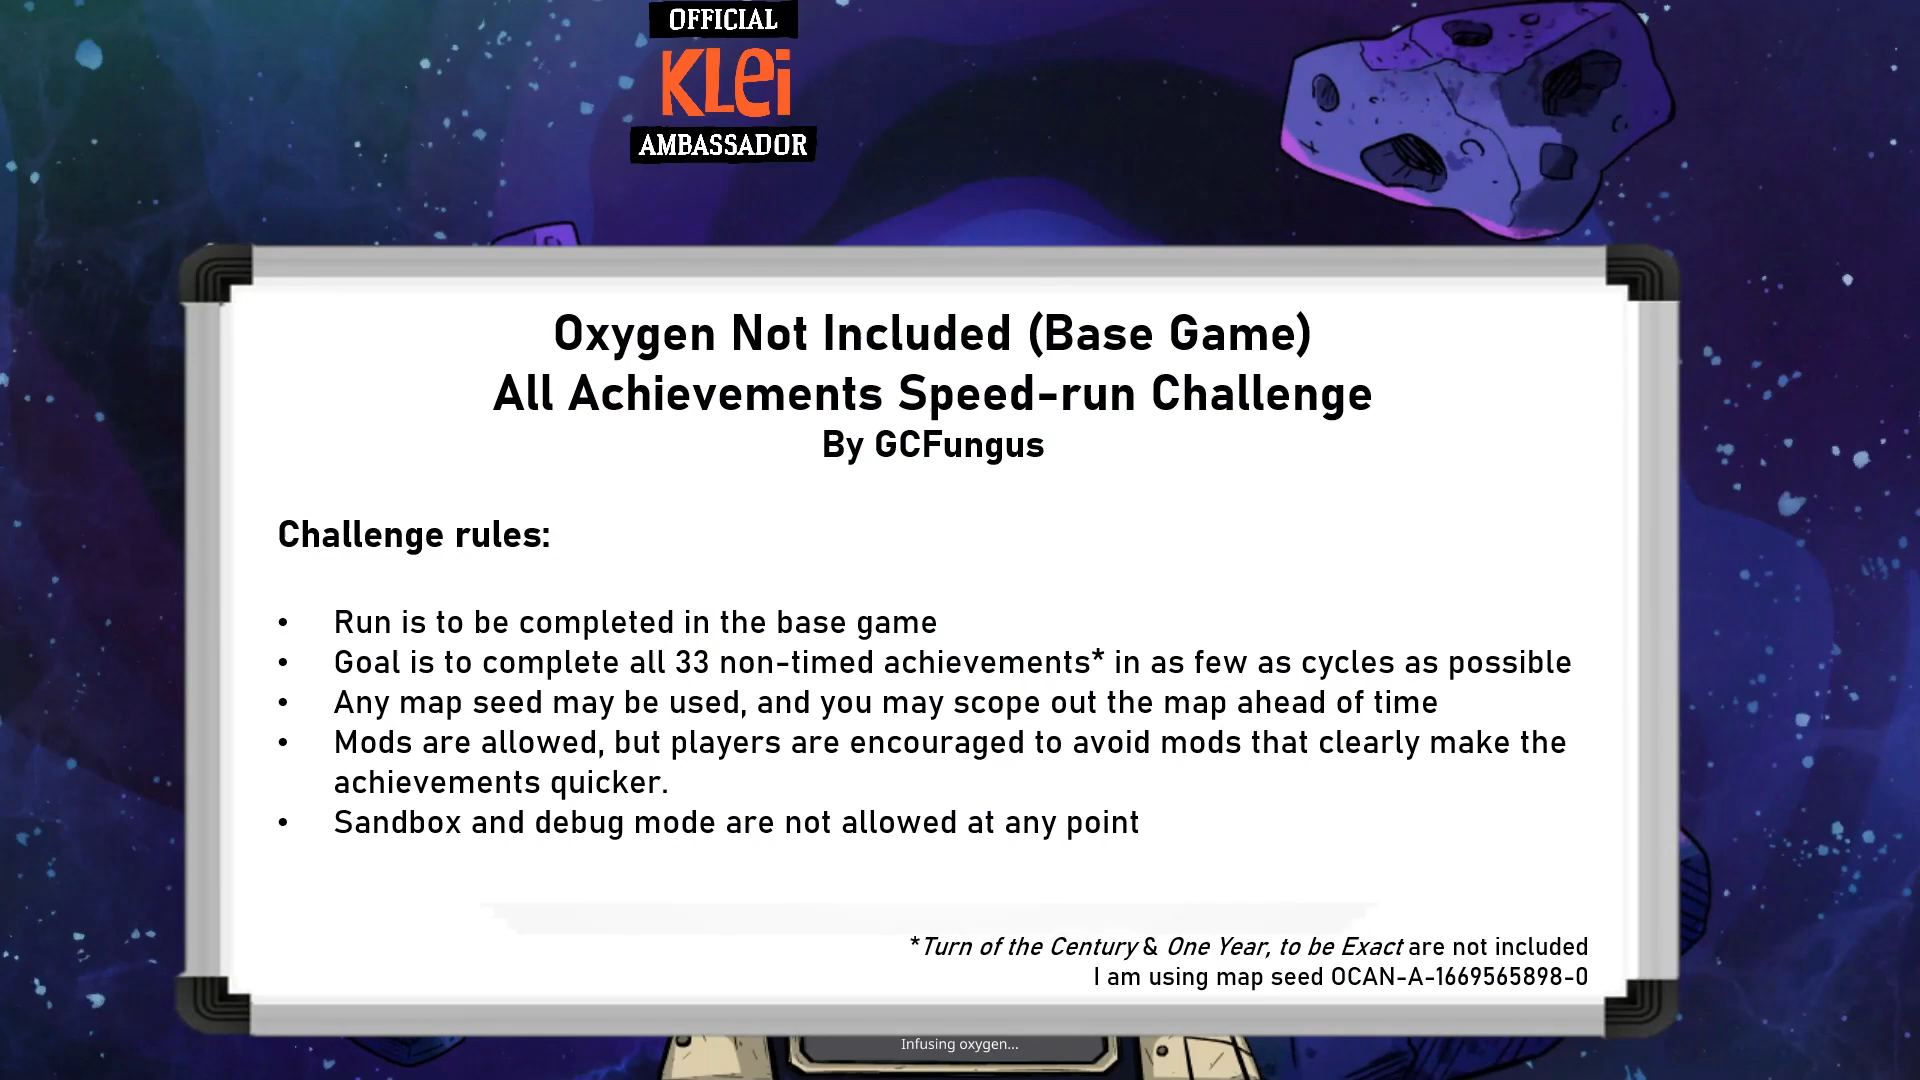 OFFICIAL
KLEi
AMBASSADOR
Oxygen Not Included (Base Game)
All Achievements Speed-run Challenge
By GCFungus
Challenge rules:
• Run is to be completed in the base game
• Goal is to complete all 33 non-timed achievements* in as few as cycles as possible
• Any map seed may be used, and you may scope out the map ahead of time
• Mods are allowed, but players are encouraged to avoid mods that clearly make the
achievements quicker.
• Sandbox and debug mode are not allowed at any point
*Turn of the Century & One Year, to be Exact are not included
I am using map seed OCAN-A-1669565898-0
Infusing oxygen...